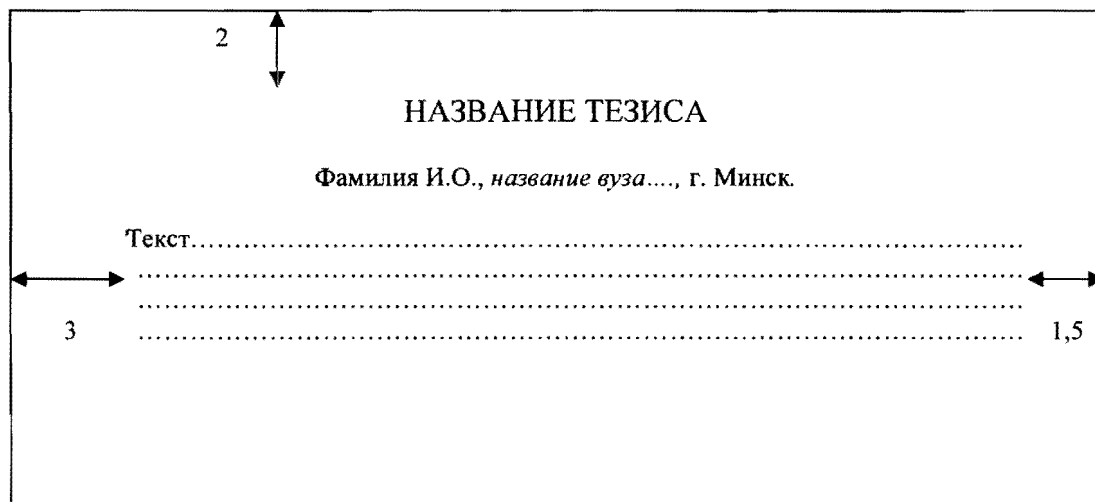 2
НАЗВАНИЕ ТЕЗИСА
Фамилия И.О., название вуза...., г. Минск.
Текст................................................................................
................................................................................
................................................................................
3 ................................................................................ 1,5